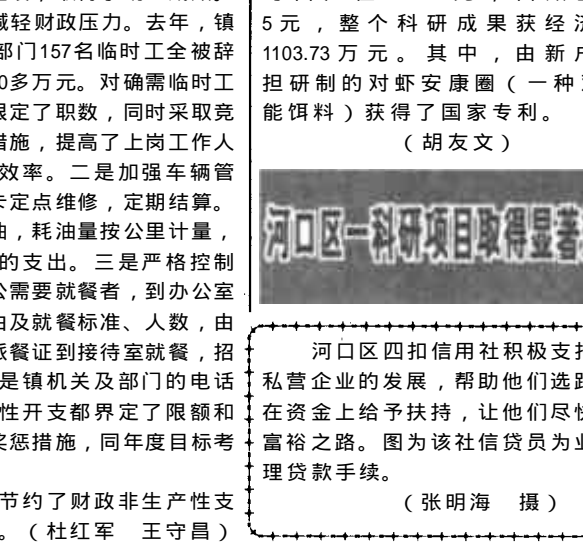 减轻财政压力。去年，镇
部门157名临时工全被辞
0多万元。对确需临时工
限定了职数，同时采取竞
措施，提高了上岗工作人
效率。二是加强车辆管
卡定点维修，定期结算。
油，耗油量按公里计量，
的支出。三是严格控制
公需要就餐者，到办公室
由及就餐标准、人数，由
派餐证到接待室就餐，招
是镇机关及部门的电话
性开支都界定了限额和
奖惩措施，同年度目标考
节约了财政非生产性支
。（杜红军　王守昌）
5元，整个科研成果获经济
1103.73万元。其中，由新户
担研制的对虾安康圈（一种
能饵料）获得了国家专利。
（胡友文）
河口区一科研项目取得显著
河口区四扣信用社积极支持
私营企业的发展，帮助他们选
在资金上给予扶持，让他们尽快
富裕之路。图为该社信贷员为业
理贷款手续。
（张明海　摄）